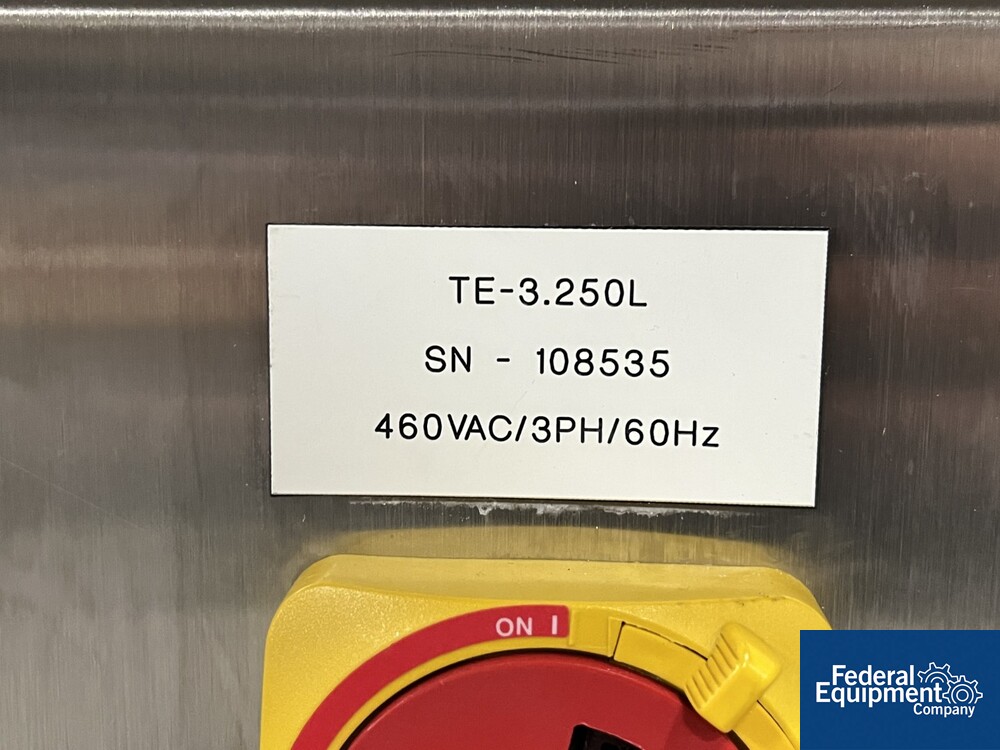 TE-3.250L
SN - 108535
460VAC/3PH/60Hz
ON I
Federal
Equipment
Company